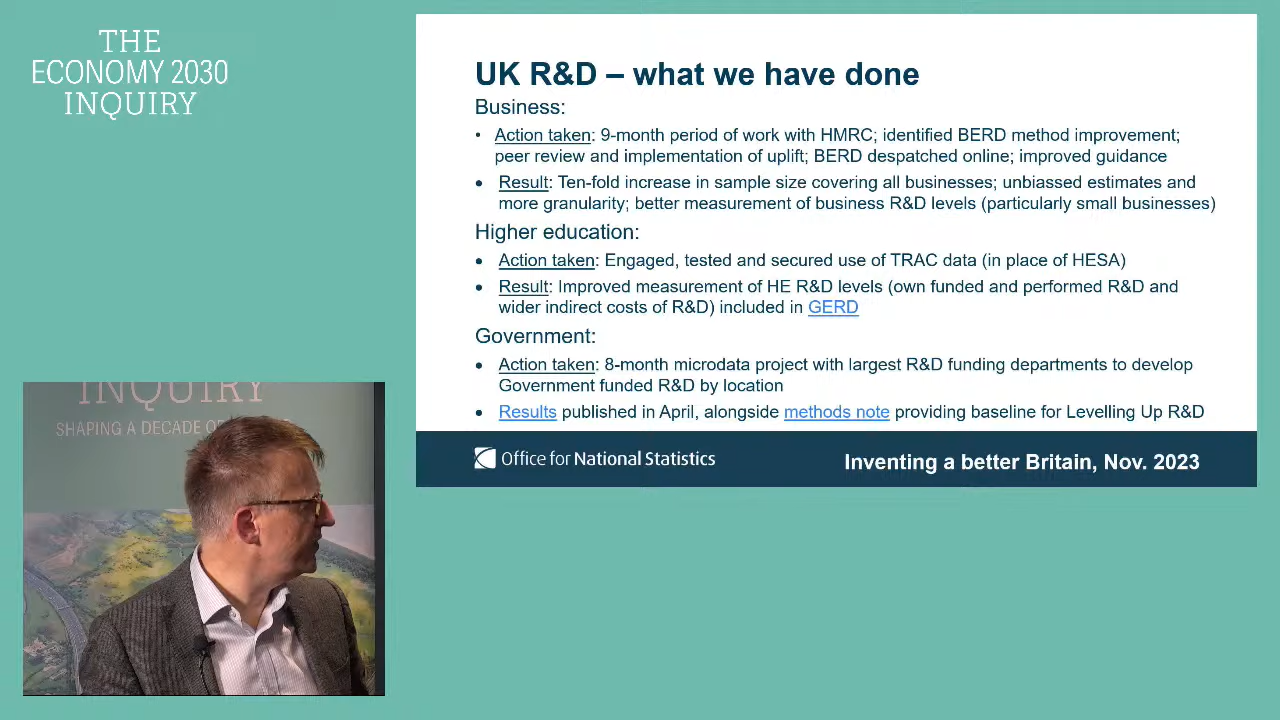 THE
ECONOMY 2030
INQUIRY
UK R&D – what we have done
Business:
• Action taken: 9-month period of work with HMRC; identified BERD method improvement;
peer review and implementation of uplift; BERD despatched online; improved guidance
• Result: Ten-fold increase in sample size covering all businesses; unbiassed estimates and
more granularity; better measurement of business R&D levels (particularly small businesses)
Higher education:
• Action taken: Engaged, tested and secured use of TRAC data (in place of HESA)
• Result: Improved measurement of HE R&D levels (own funded and performed R&D and
wider indirect costs of R&D) included in GERD
Government:
• Action taken: 8-month microdata project with largest R&D funding departments to develop
Government funded R&D by location
• Results published in April, alongside methods note providing baseline for Levelling Up R&D
Office for National Statistics
Inventing a better Britain, Nov. 2023
INQUIRY
SHAPING A DECADE